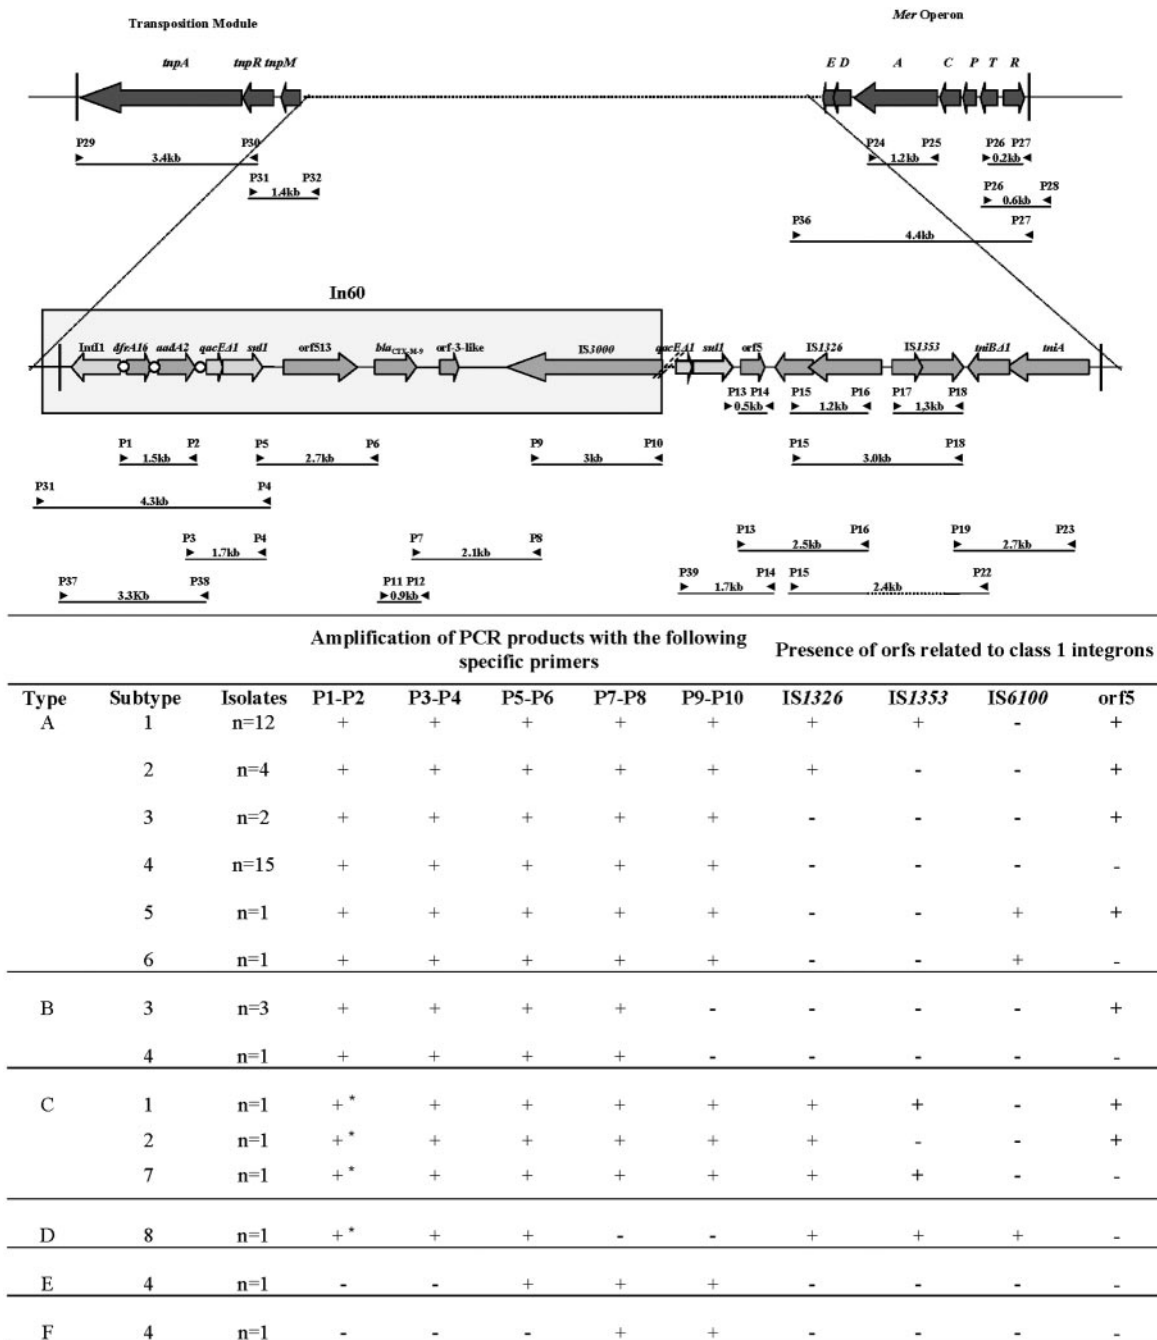 Transposition Module Mer Operon
tnpA tnpR tnpM E D A C P T R
P29 P30 P24 P25 P26 P27
3.4kb 1.2kb 0.2kb
P31 P32 P26 P28
1.4kb 0.6kb
P36 P27
4.4kb
In60
IntI1 dfrA16 aadA2 qacEΔ1 sul1 orf513 bla CTX-M-9 orf-3-like IS3000 qacEΔ1 sul1 orf5 IS1326 IS1353 tniBΔ1 tniA
P13 P14 P15 P16 P17 P18
0.5kb 1.2kb 1,3kb
P1 P2 P5 P6 P9 P10 P15 P18
1.5kb 2.7kb 3kb 3.0kb
P31 P4
4.3kb
P3 P4 P7 P8 P13 P16 P19 P23
1.7kb 2.1kb 2.5kb 2.7kb
P37 P38 P11 P12 P39 P14 P15 P22
3.3Kb 0.9kb 1.7kb 2.4kb
Amplification of PCR products with the following
specific primers
Presence of orfs related to class 1 integrons
Type Subtype Isolates P1-P2 P3-P4 P5-P6 P7-P8 P9-P10 IS1326 IS1353 IS6100 orf5
A 1 n=12 + + + + + + + - +
2 n=4 + + + + + + - - +
3 n=2 + + + + + - - - +
4 n=15 + + + + + - - - -
5 n=1 + + + + + - - + +
6 n=1 + + + + + - - + -
B 3 n=3 + + + + - - - - +
4 n=1 + + + + - - - - -
C 1 n=1 +* + + + + + + - +
2 n=1 +* + + + + + - - +
7 n=1 +* + + + + + + - -
D 8 n=1 +* + + - - + + + -
E 4 n=1 - - + + + - - - -
F 4 n=1 - - - + + - - - -